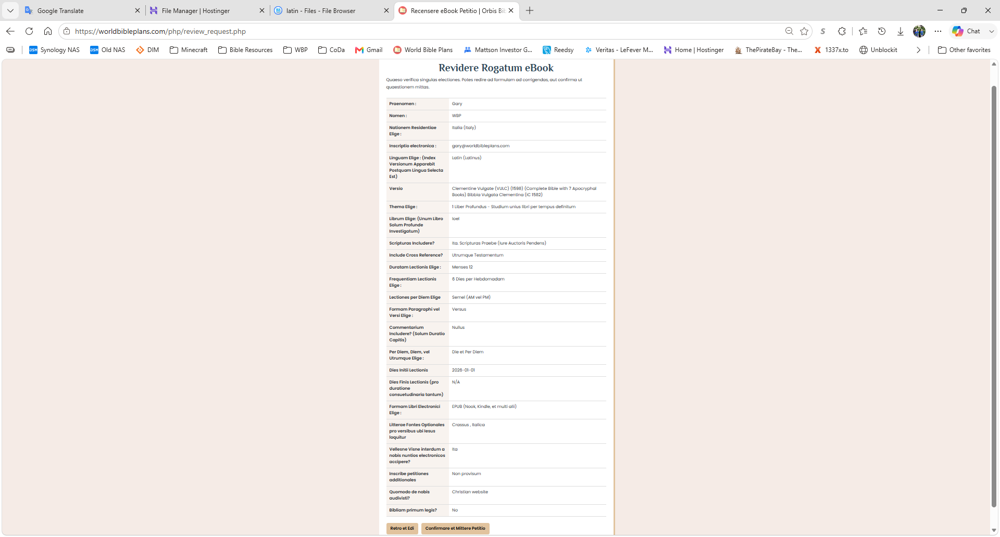 Google Translate
File Manager | Hostinger
latin - Files - File Browser
Recensere eBook Petitio | Orbis Bib
https://worldbibleplans.com/php/review_request.php
Chat
Synology NAS
Old NAS
DIM
Minecraft
Bible Resources
WBP
CoDa
Gmail
World Bible Plans
Mattson Investor G...
Reedsy
Veritas - LeFever M...
Home | Hostinger
ThePirateBay - The...
1337x.to
Unblockit
Other favorites
Revidere Rogatum eBook
Quaeso verifica singulas electiones. Potes redire ad formulam ad corrigendas, aut confirma ut
quaestionem mittas.
Praenomen : Gary
Nomen : WBP
Nationem Residentiae Italia (Italy)
Elige :
Inscriptio electronica : gary@worldbibleplans.com
Linguam Elige : (Index Latin (Latinus)
Versionum Apparebit
Postquam Lingua Selecta
Est)
Versio Clementine Vulgate (VULC) (1598) (Complete Bible with 7 Apocryphal
Books) Bibbia Vulgata Clementina (IC 1582)
Thema Elige : 1 Liber Profundus - Studium unius libri per tempus definitum
Librum Elige: (Unum Libro Ioel
Solum Profunde
Investigatum)
Scripturas Includere? Ita. Scripturas Praebe (Iure Auctoris Pendens)
Include Cross Reference? Utrumque Testamentum
Duratam Lectionis Elige : Menses 12
Frequentiam Lectionis 6 Dies per Hebdomadam
Elige :
Lectiones per Diem Elige Semel (AM vel PM)
Formam Paragraphi vel Versus
Versi Elige :
Commentarium Nullus
Includere? (Solum Duratio
Capitis)
Per Diem, Diem, vel Die et Per Diem
Utrumque Elige :
Dies Initii Lectionis 2026-01-01
Dies Finis Lectionis (pro N/A
duratione
consuetudinaria tantum)
Formam Libri Electronici EPUB (Nook, Kindle, et multi alii)
Elige :
Litterae Fontes Optionales Crassus , Italica
pro versibus ubi Iesus
loquitur
Vellesne Visne interdum a Ita
nobis nuntios electronicos
accipere?
Inscribe petitiones Non provisum
additionales
Quomodo de nobis Christian website
audivisti?
Bibliam primum legis? No
Retro et Edi
Confirmare et Mittere Petitio